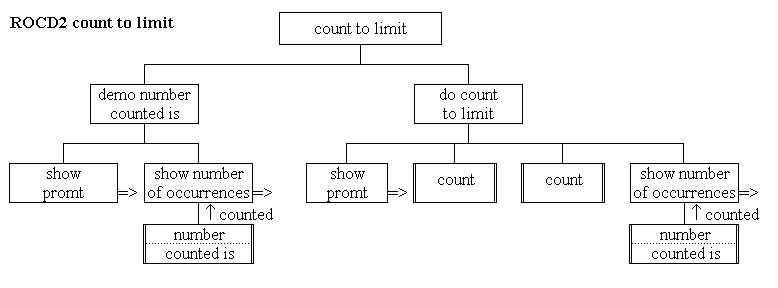 ROCD2 count to limit
count to limit
demo number
counted is
do count
to limit
show
promt =>
show number
of occurrences =>
show
promt =>
count
count
show number
of occurrences =>
↑ counted
↑ counted
number
counted is
number
counted is